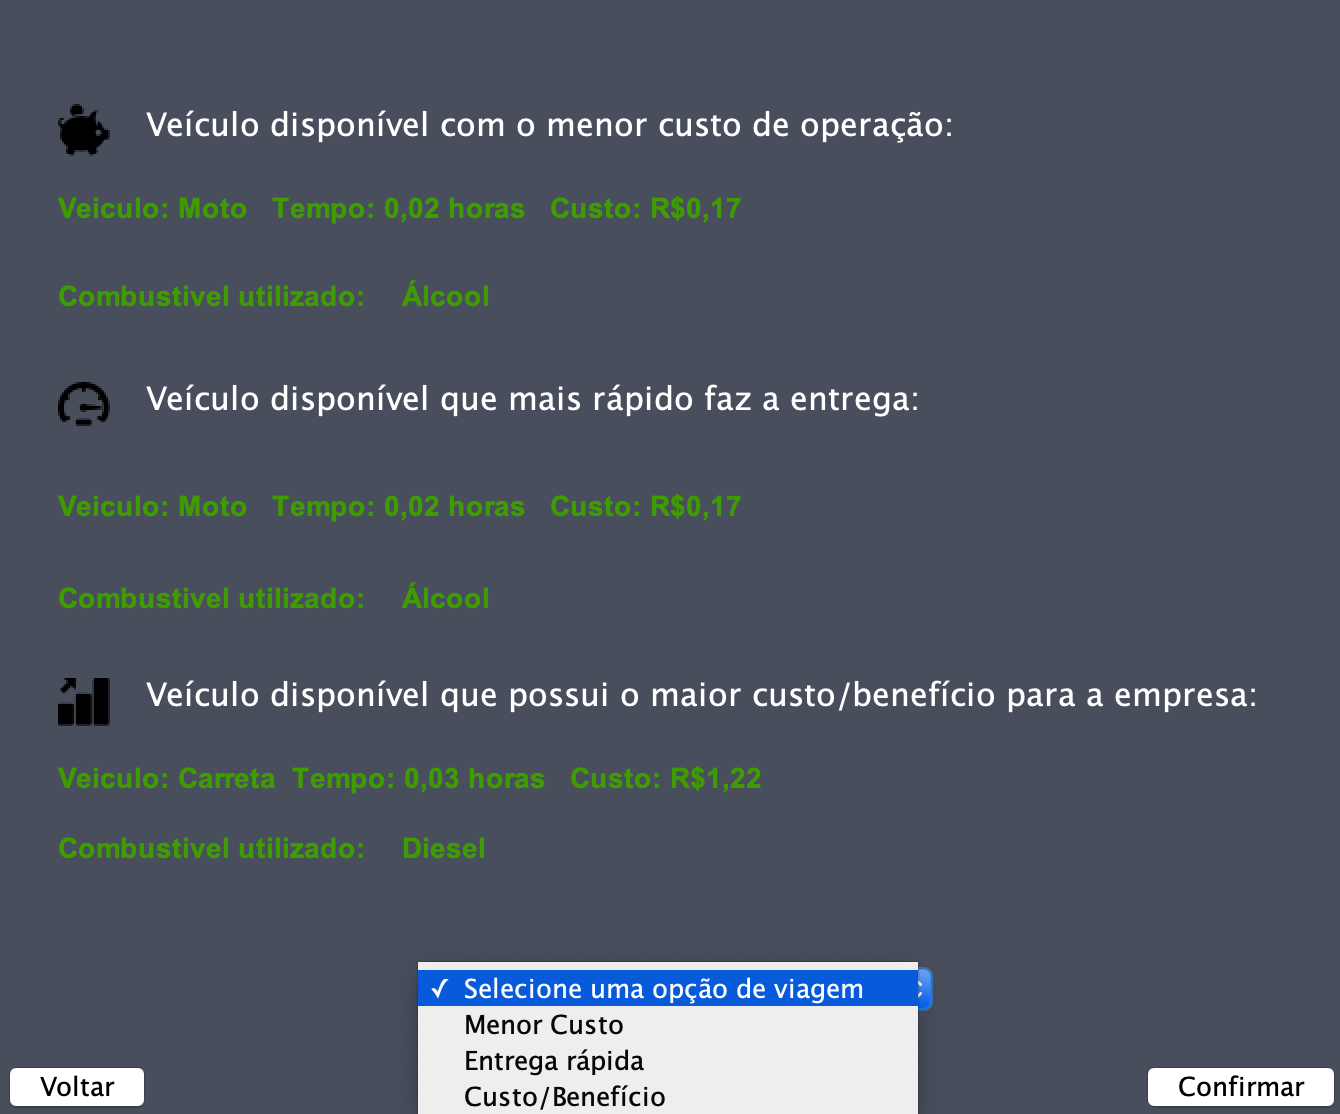 Veículo disponível com o menor custo de operação:
Veiculo: Moto Tempo: 0,02 horas Custo: R$0,17
Combustivel utilizado: Álcool
Veículo disponível que mais rápido faz a entrega:
Veiculo: Moto Tempo: 0,02 horas Custo: R$0,17
Combustivel utilizado: Álcool
Veículo disponível que possui o maior custo/benefício para a empresa:
Veiculo: Carreta Tempo: 0,03 horas Custo: R$1,22
Combustivel utilizado: Diesel
✓ Selecione uma opção de viagem
Menor Custo
Entrega rápida
Custo/Benefício
Voltar
Confirmar